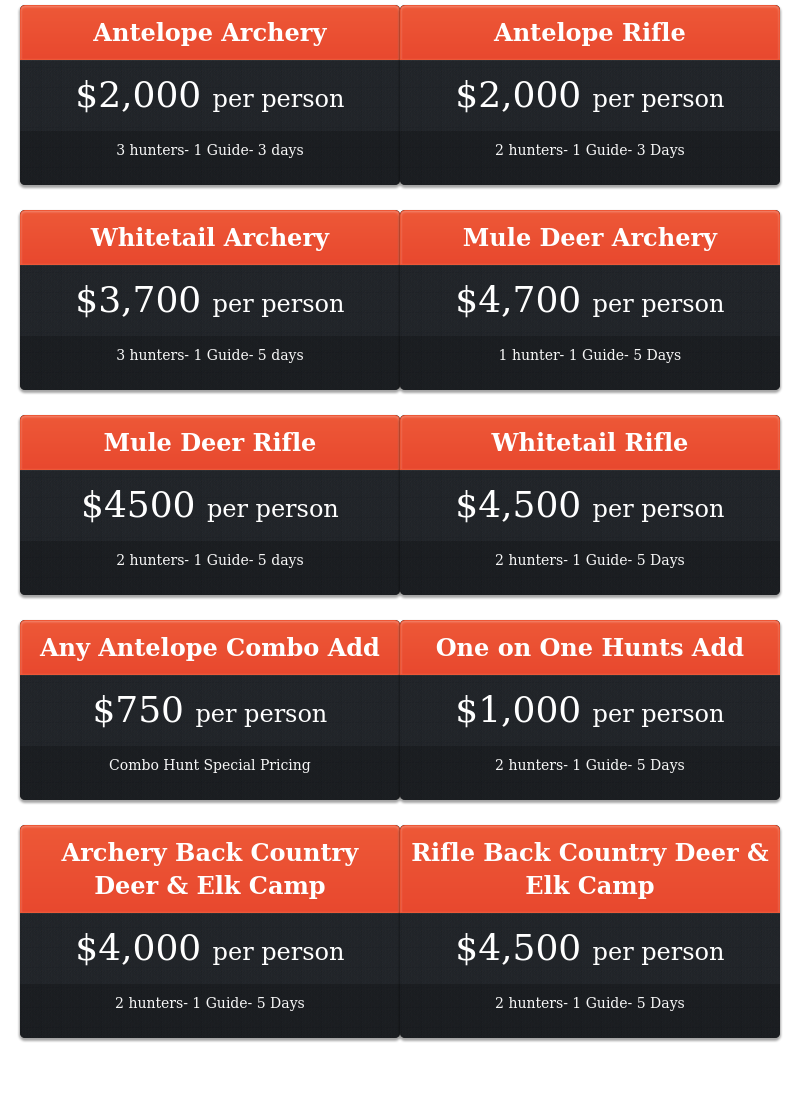 Antelope Archery
$2,000 per person
3 hunters- 1 Guide- 3 days
Antelope Rifle
$2,000 per person
2 hunters- 1 Guide- 3 Days
Whitetail Archery
$3,700 per person
3 hunters- 1 Guide- 5 days
Mule Deer Archery
$4,700 per person
1 hunter- 1 Guide- 5 Days
Mule Deer Rifle
$4500 per person
2 hunters- 1 Guide- 5 days
Whitetail Rifle
$4,500 per person
2 hunters- 1 Guide- 5 Days
Any Antelope Combo Add
$750 per person
Combo Hunt Special Pricing
One on One Hunts Add
$1,000 per person
2 hunters- 1 Guide- 5 Days
Archery Back Country
Deer & Elk Camp
$4,000 per person
2 hunters- 1 Guide- 5 Days
Rifle Back Country Deer &
Elk Camp
$4,500 per person
2 hunters- 1 Guide- 5 Days